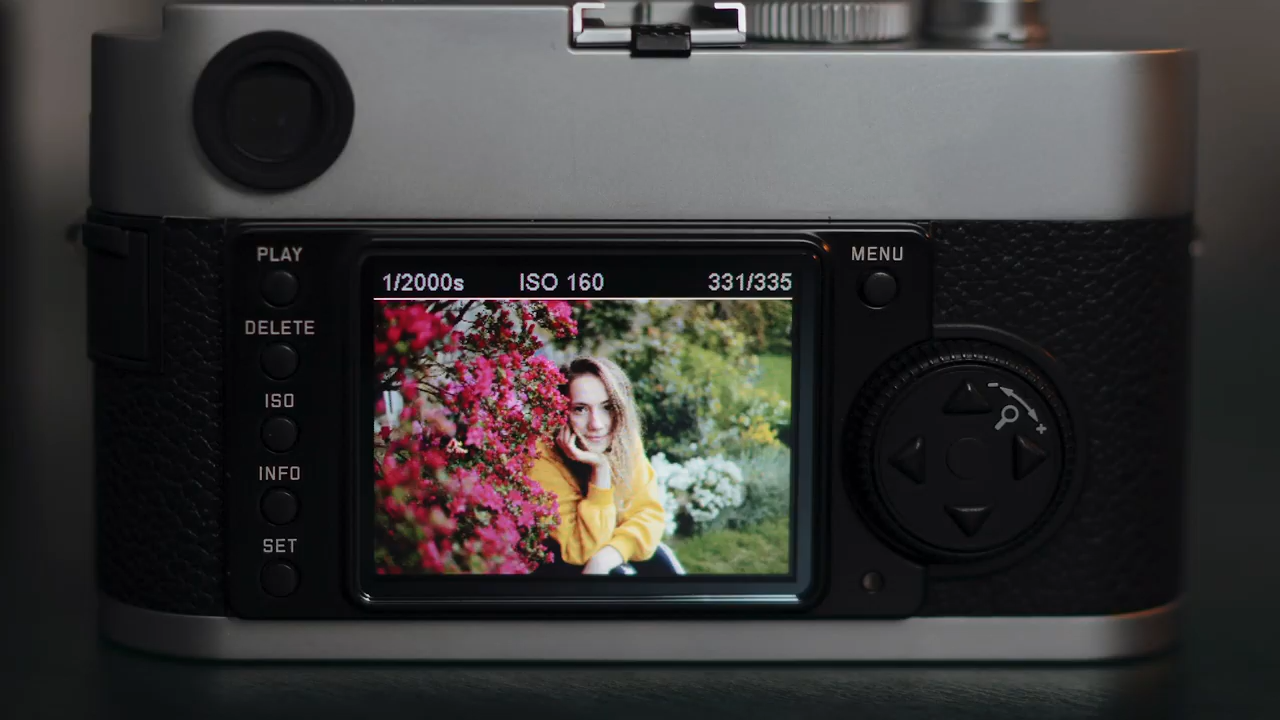 PLAY
DELETE
ISO
INFO
SET
1/2000s ISO 160 331/335
MENU
- +